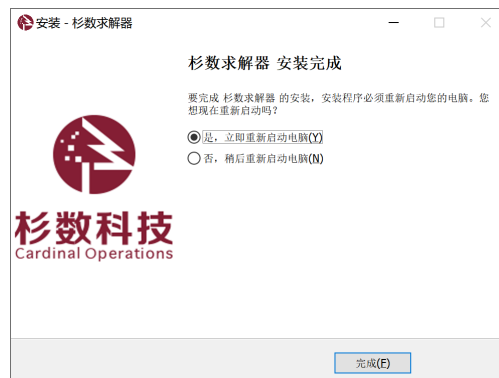 安装 - 杉数求解器
杉数求解器 安装完成
要完成 杉数求解器 的安装，安装程序必须重新启动您的电脑。您
想现在重新启动吗？
是，立即重新启动电脑(Y)
否，稍后重新启动电脑(N)
杉数科技
Cardinal Operations
完成(F)